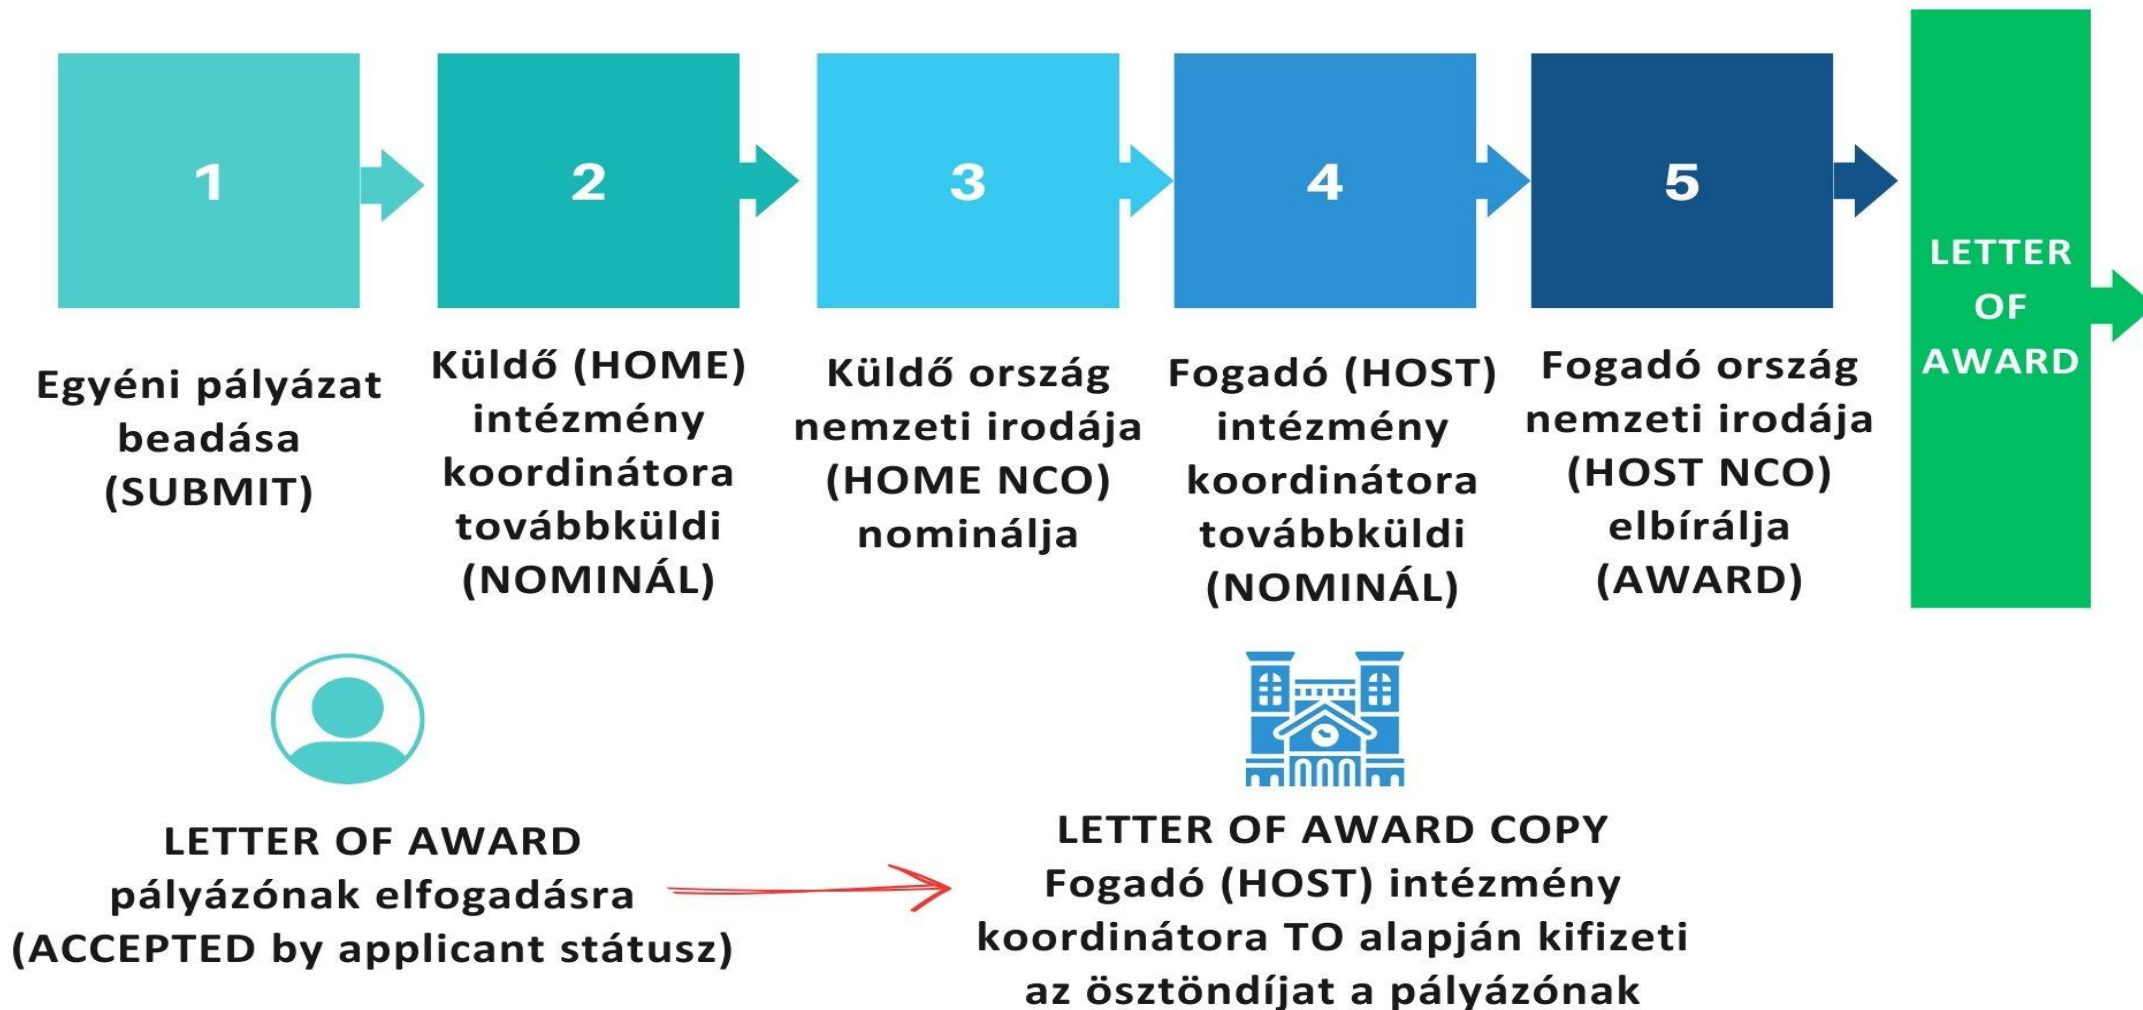 1
2
3
4
5
LETTER
OF
AWARD
Egyéni pályázat
beadása
(SUBMIT)
Küldő (HOME)
intézmény
koordinátora
továbbküldi
(NOMINÁL)
Küldő ország
nemzeti irodája
(HOME NCO)
nominálja
Fogadó (HOST)
intézmény
koordinátora
továbbküldi
(NOMINÁL)
Fogadó ország
nemzeti irodája
(HOST NCO)
elbírálja
(AWARD)
LETTER OF AWARD
pályázónak elfogadásra
(ACCEPTED by applicant státusz)
LETTER OF AWARD COPY
Fogadó (HOST) intézmény
koordinátora TO alapján kifizeti
az ösztöndíjat a pályázónak